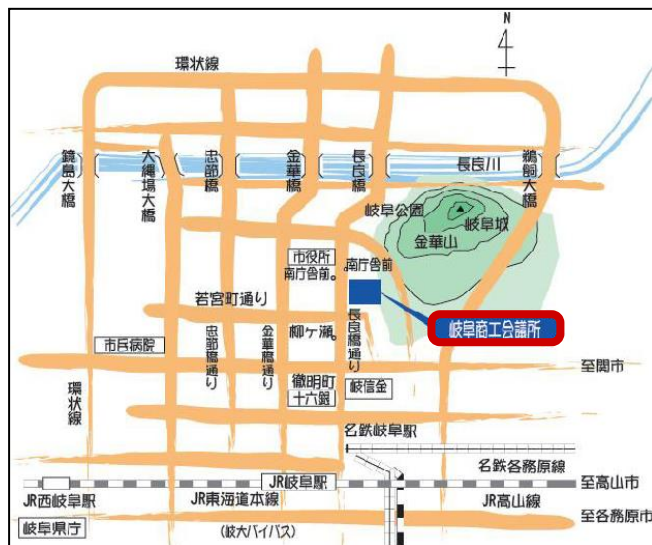 N
環状線
鏡島大橋
大縄場大橋
忠節橋
金華橋
長良橋
長良川
鵜飼大橋
岐阜公園
岐阜城
金華山
市役所
南庁舎前
南庁舎前
若宮町通り
岐阜商工会議所
柳ヶ瀬
長良橋通り
市民病院
忠節橋通り
金華橋通り
至関市
環状線
徹明町
十六銀
岐信金
名鉄岐阜駅
名鉄各務原線
JR岐阜駅
至高山市
JR西岐阜駅
JR東海道本線
JR高山線
岐阜県庁
(岐大バイパス)
至各務原市